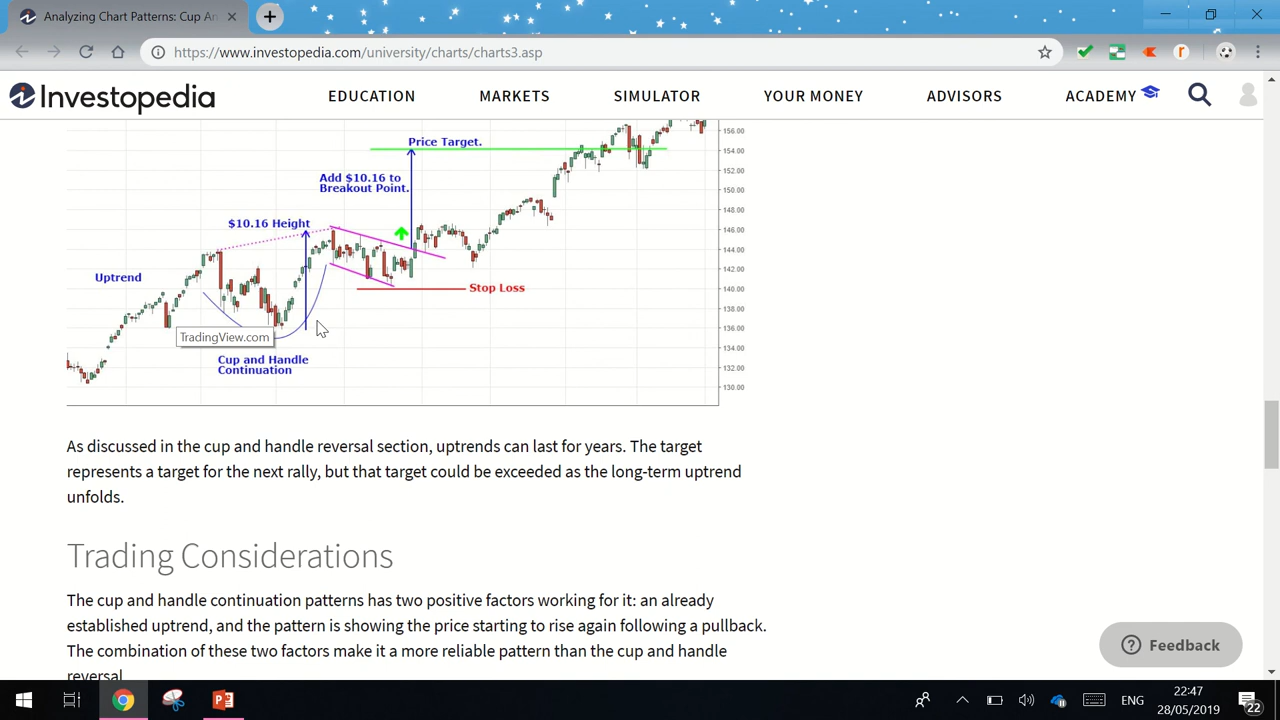 Analyzing Chart Patterns: Cup An
https://www.investopedia.com/university/charts/charts3.asp
Investopedia
EDUCATION MARKETS SIMULATOR YOUR MONEY ADVISORS ACADEMY
156.00
Price Target.
154.00
152.00
Add $10.16 to
Breakout Point.
150.00
148.00
$10.16 Height
146.00
144.00
Uptrend
142.00
Stop Loss
140.00
138.00
TradingView.com
136.00
134.00
Cup and Handle
Continuation
132.00
130.00
As discussed in the cup and handle reversal section, uptrends can last for years. The target
represents a target for the next rally, but that target could be exceeded as the long-term uptrend
unfolds.
Trading Considerations
The cup and handle continuation patterns has two positive factors working for it: an already
established uptrend, and the pattern is showing the price starting to rise again following a pullback.
The combination of these two factors make it a more reliable pattern than the cup and handle
reversal.
Feedback
ENG
22:47
28/05/2019
22